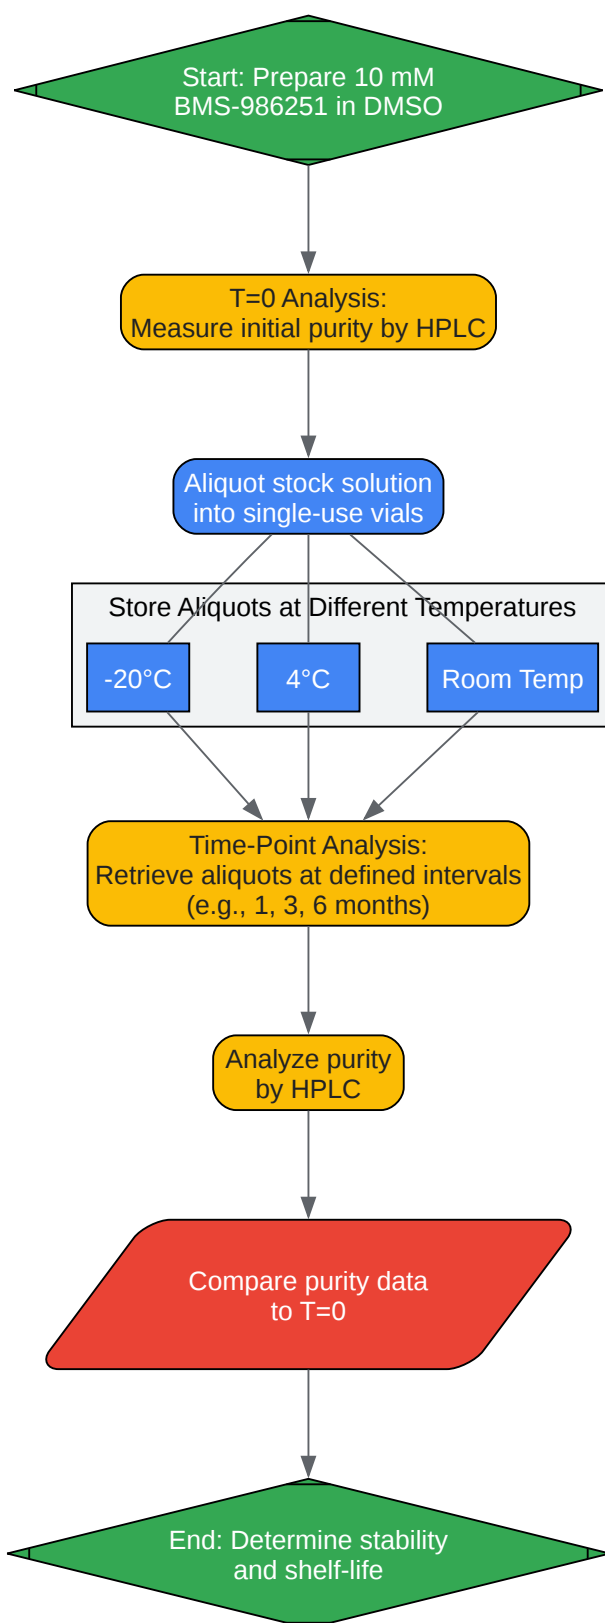 Start: Prepare 10 mM
BMS-986251 in DMSO
T=0 Analysis:
Measure initial purity by HPLC
Aliquot stock solution
into single-use vials
Store Aliquots at Different Temperatures
-20°C
4°C
Room Temp
Time-Point Analysis:
Retrieve aliquots at defined intervals
(e.g., 1, 3, 6 months)
Analyze purity
by HPLC
Compare purity data
to T=0
End: Determine stability
and shelf-life